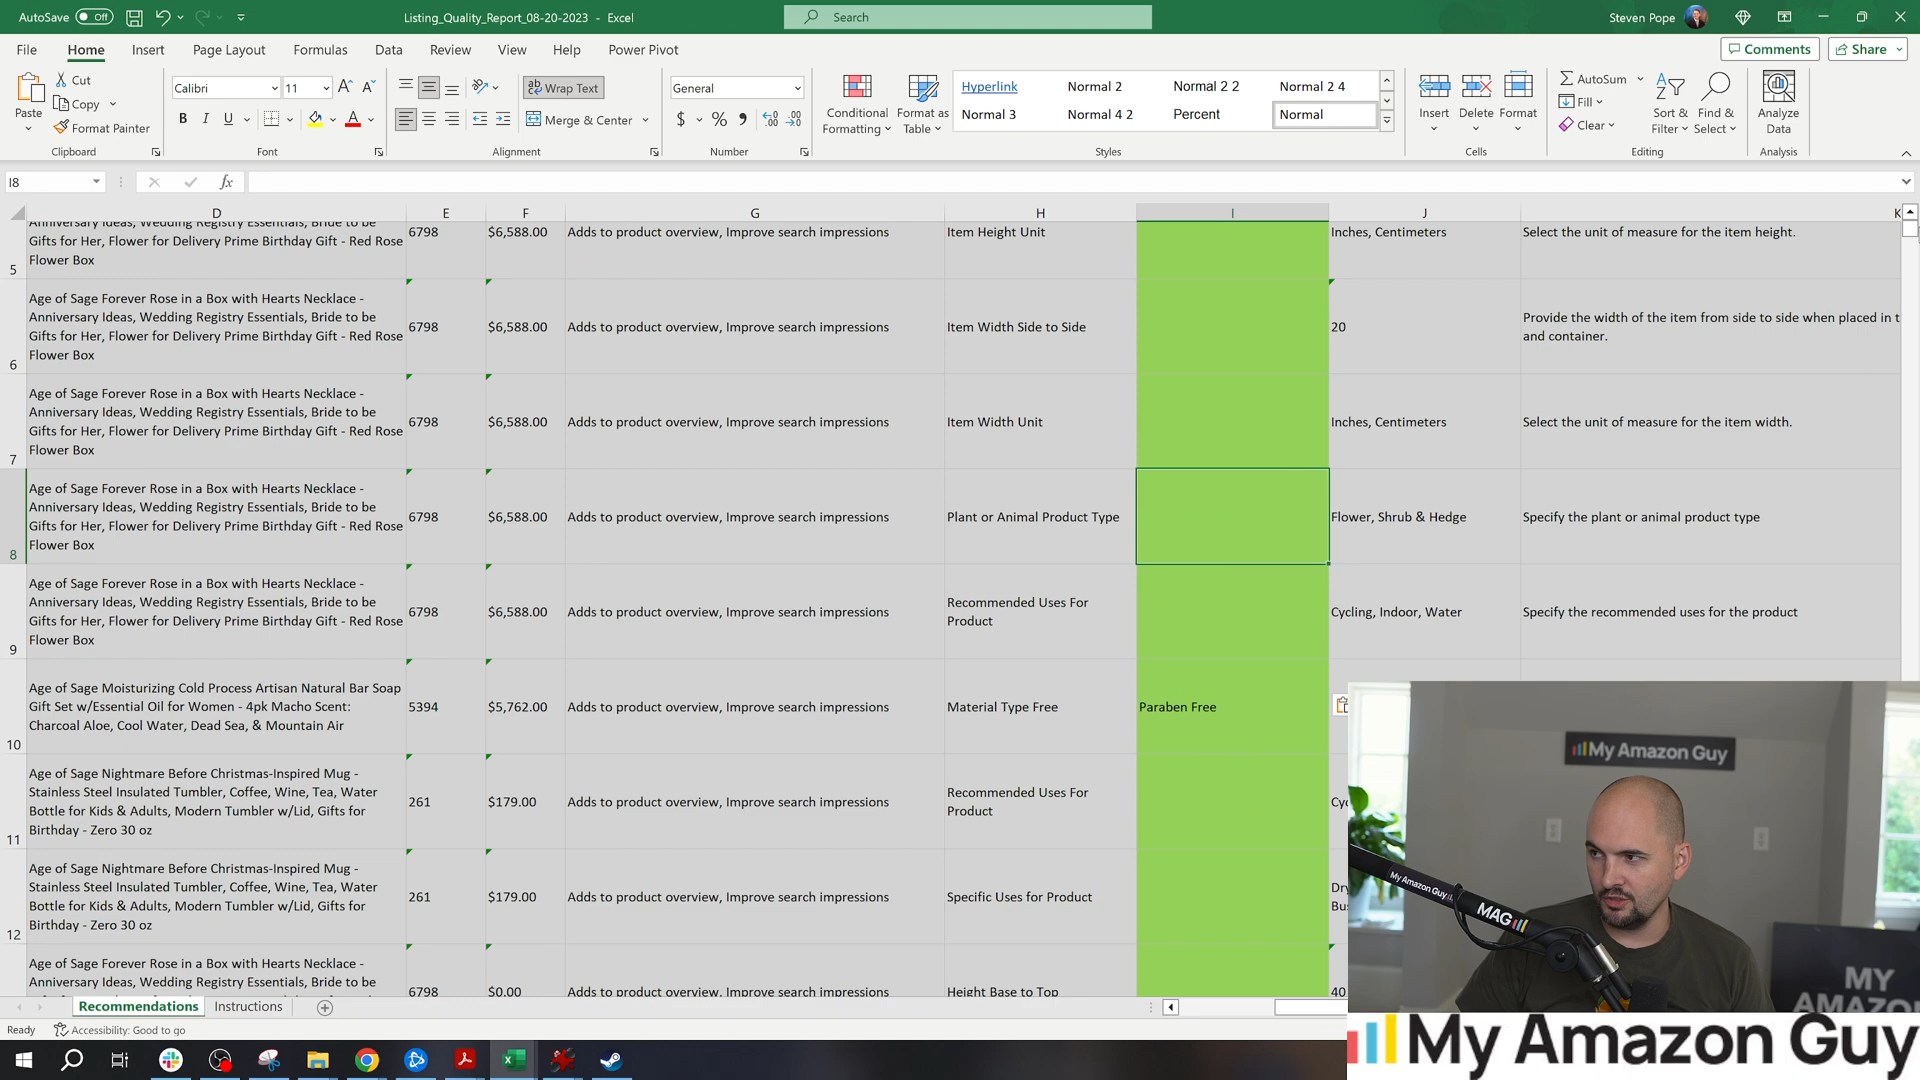 AutoSave Off
Listing_Quality_Report_08-20-2023 - Excel
Search
Steven Pope
File Home Insert Page Layout Formulas Data Review View Help Power Pivot
Comments Share
Paste
Cut
Copy
Format Painter
Clipboard
Calibri 11
B I U
Font
Wrap Text
Merge & Center
Alignment
General
$ %
Number
Conditional Formatting
Format as Table
Hyperlink Normal 2 Normal 2 2 Normal 2 4
Normal 3 Normal 4 2 Percent Normal
Styles
Insert Delete Format
Cells
AutoSum
Fill
Clear
Sort & Filter
Find & Select
Editing
Analyze Data
Analysis
I8
fx
D E F G H I J K
5
Anniversary Ideas, Wedding Registry Essentials, Bride to be
Gifts for Her, Flower for Delivery Prime Birthday Gift - Red Rose
Flower Box
6798
$6,588.00
Adds to product overview, Improve search impressions
Item Height Unit
Inches, Centimeters
Select the unit of measure for the item height.
6
Age of Sage Forever Rose in a Box with Hearts Necklace -
Anniversary Ideas, Wedding Registry Essentials, Bride to be
Gifts for Her, Flower for Delivery Prime Birthday Gift - Red Rose
Flower Box
6798
$6,588.00
Adds to product overview, Improve search impressions
Item Width Side to Side
20
Provide the width of the item from side to side when placed in t
and container.
7
Age of Sage Forever Rose in a Box with Hearts Necklace -
Anniversary Ideas, Wedding Registry Essentials, Bride to be
Gifts for Her, Flower for Delivery Prime Birthday Gift - Red Rose
Flower Box
6798
$6,588.00
Adds to product overview, Improve search impressions
Item Width Unit
Inches, Centimeters
Select the unit of measure for the item width.
8
Age of Sage Forever Rose in a Box with Hearts Necklace -
Anniversary Ideas, Wedding Registry Essentials, Bride to be
Gifts for Her, Flower for Delivery Prime Birthday Gift - Red Rose
Flower Box
6798
$6,588.00
Adds to product overview, Improve search impressions
Plant or Animal Product Type
Flower, Shrub & Hedge
Specify the plant or animal product type
9
Age of Sage Forever Rose in a Box with Hearts Necklace -
Anniversary Ideas, Wedding Registry Essentials, Bride to be
Gifts for Her, Flower for Delivery Prime Birthday Gift - Red Rose
Flower Box
6798
$6,588.00
Adds to product overview, Improve search impressions
Recommended Uses For
Product
Cycling, Indoor, Water
Specify the recommended uses for the product
10
Age of Sage Moisturizing Cold Process Artisan Natural Bar Soap
Gift Set w/Essential Oil for Women - 4pk Macho Scent:
Charcoal Aloe, Cool Water, Dead Sea, & Mountain Air
5394
$5,762.00
Adds to product overview, Improve search impressions
Material Type Free
Paraben Free
11
Age of Sage Nightmare Before Christmas-Inspired Mug -
Stainless Steel Insulated Tumbler, Coffee, Wine, Tea, Water
Bottle for Kids & Adults, Modern Tumbler w/Lid, Gifts for
Birthday - Zero 30 oz
261
$179.00
Adds to product overview, Improve search impressions
Recommended Uses For
Product
Cyc
12
Age of Sage Nightmare Before Christmas-Inspired Mug -
Stainless Steel Insulated Tumbler, Coffee, Wine, Tea, Water
Bottle for Kids & Adults, Modern Tumbler w/Lid, Gifts for
Birthday - Zero 30 oz
261
$179.00
Adds to product overview, Improve search impressions
Specific Uses for Product
Dry
Bus
Age of Sage Forever Rose in a Box with Hearts Necklace -
Anniversary Ideas, Wedding Registry Essentials, Bride to be
6798
$0.00
Adds to product overview, Improve search impressions
Height Base to Top
40
Recommendations Instructions
Ready
Accessibility: Good to go
My Amazon Guy
My Amazon Guy
MAG
MY
AMAZON
My Amazon Guy